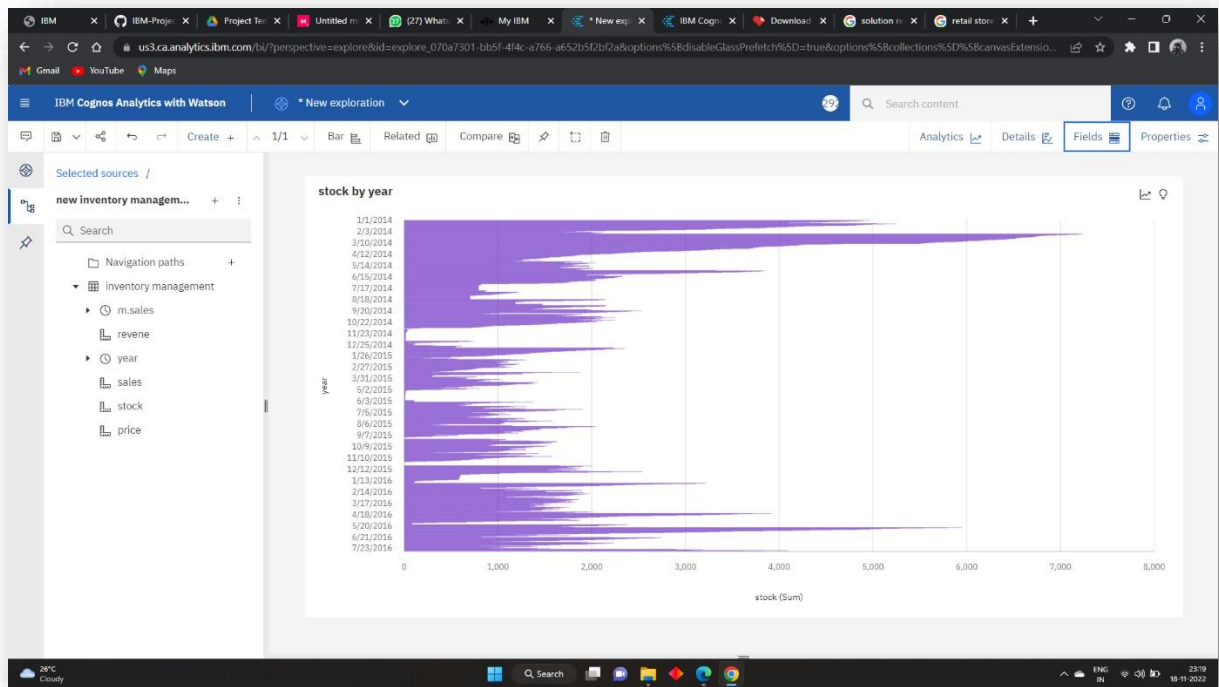 IBM
IBM-Projec
Project Ten
Untitled m
(27) Whats
My IBM
* New exp
IBM Cogn
Download
solution re
retail store
us3.ca.analytics.ibm.com/bi/?perspective=explore&id=explore_070a7301-bb5f-4f4c-a766-a652b5f2bf2a&options%5BdisableGlassPrefetch%5D=true&options%5Bcollections%5D%5BcanvasExtensio...
Gmail YouTube Maps
IBM Cognos Analytics with Watson * New exploration Search content
Create + 1/1 Bar Related Compare Analytics Details Fields Properties
Selected sources /
new inventory managem...
Search
Navigation paths
inventory management
m.sales
revene
year
sales
stock
price
stock by year
year
1/1/2014
2/3/2014
3/10/2014
4/12/2014
5/14/2014
6/15/2014
7/17/2014
8/18/2014
9/20/2014
10/22/2014
11/23/2014
12/25/2014
1/26/2015
2/27/2015
3/31/2015
5/2/2015
6/3/2015
7/5/2015
8/6/2015
9/7/2015
10/9/2015
11/10/2015
12/12/2015
1/13/2016
2/14/2016
3/17/2016
4/18/2016
5/20/2016
6/21/2016
7/23/2016
0 1,000 2,000 3,000 4,000 5,000 6,000 7,000 8,000
stock (Sum)
26°C
Cloudy
Search
ENG
IN
23:19
18-11-2022